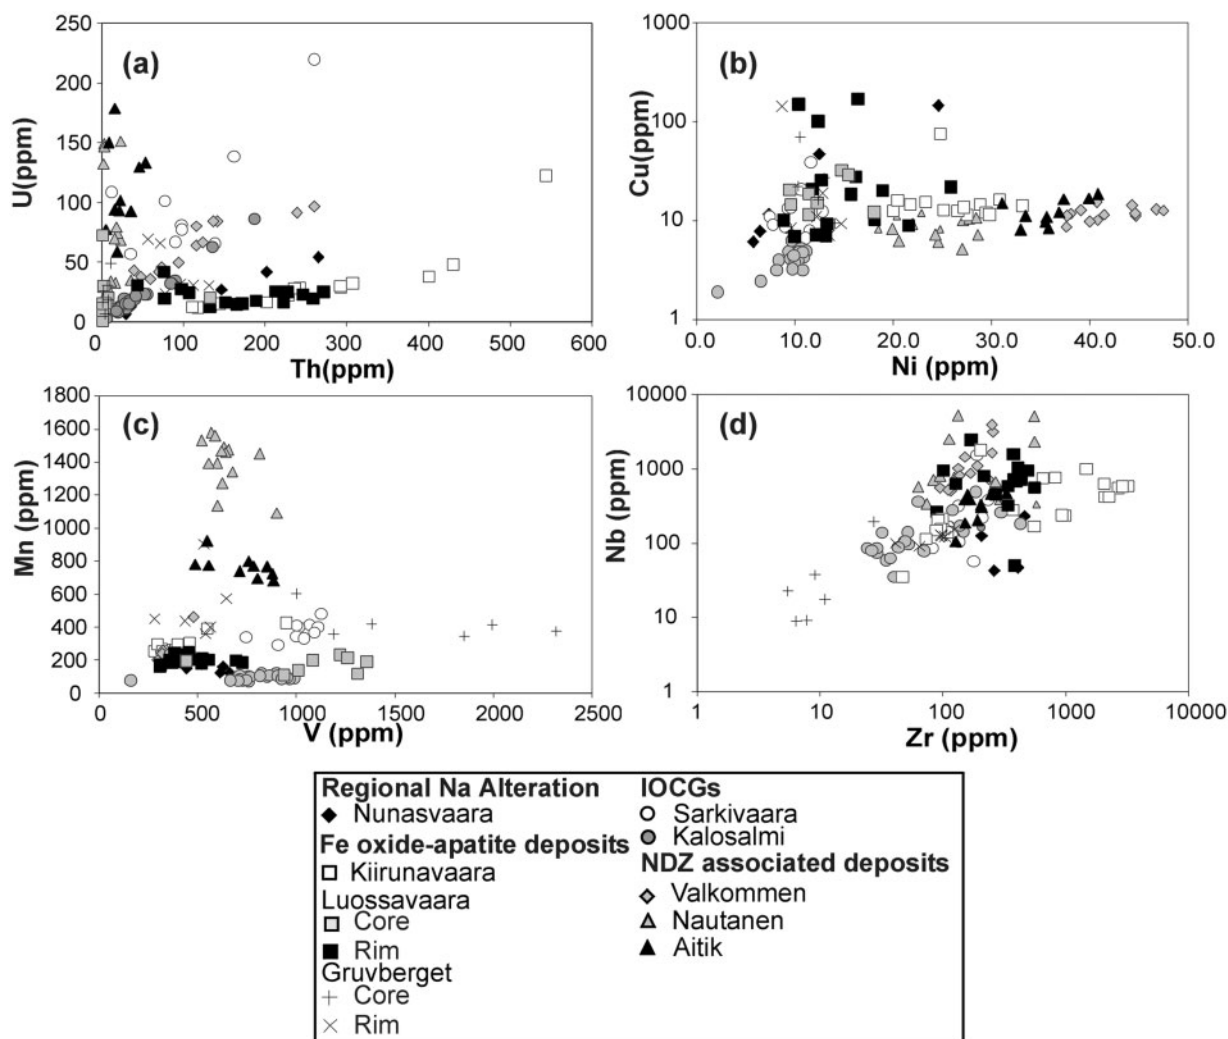 250
200
150
100
50
0
U(ppm)
(a)
0 100 200 300 400 500 600
Th(ppm)
1000
100
10
1
Cu(ppm)
(b)
0.0 10.0 20.0 30.0 40.0 50.0
Ni (ppm)
1800
1600
1400
1200
1000
800
600
400
200
0
Mn (ppm)
(c)
0 500 1000 1500 2000 2500
V (ppm)
10000
1000
100
10
1
Nb (ppm)
(d)
1 10 100 1000 10000
Zr (ppm)
Regional Na Alteration
Nunasvaara
Fe oxide-apatite deposits
Kiirunavaara
Luossavaara
Core
Rim
Gruvberget
Core
Rim
IOCGs
Sarkivaara
Kalosalmi
NDZ associated deposits
Valkommen
Nautanen
Aitik